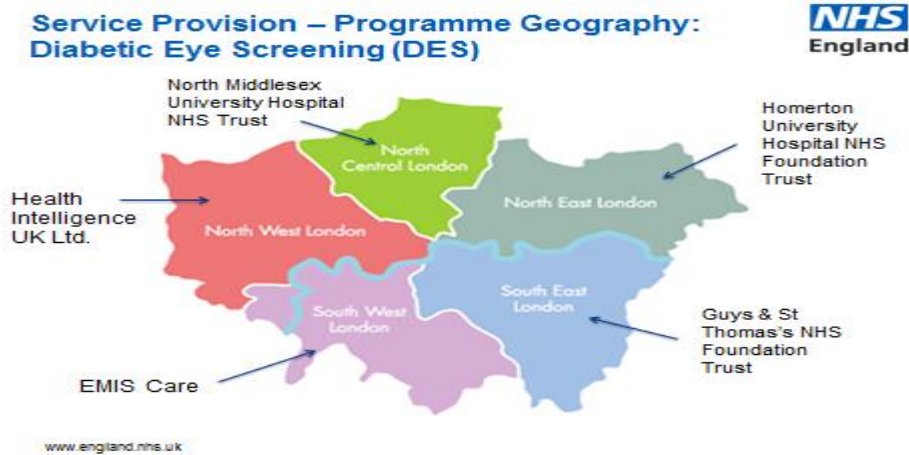 Service Provision – Programme Geography:
Diabetic Eye Screening (DES)
NHS
England
North Middlesex
University Hospital
NHS Trust
Homerton
University
Hospital NHS
Foundation
Trust
North
Central London
North East London
Health
Intelligence
UK Ltd.
North West London
South West
London
South East
London
Guys & St
Thomas's NHS
Foundation
Trust
EMIS Care
www.england.nhs.uk